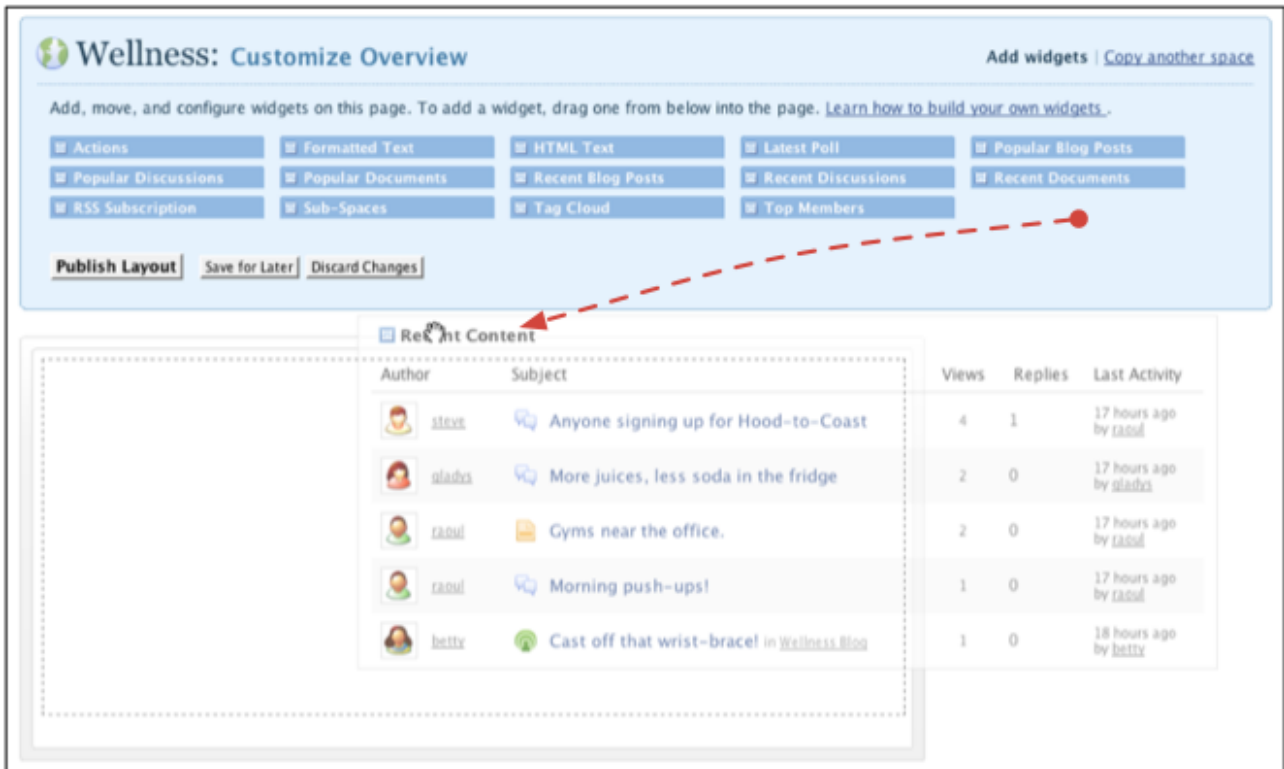 Wellness: Customize Overview
Add widgets | Copy another space
Add, move, and configure widgets on this page. To add a widget, drag one from below into the page. Learn how to build your own widgets .
Actions Formatted Text HTML Text Latest Poll Popular Blog Posts
Popular Discussions Popular Documents Recent Blog Posts Recent Discussions Recent Documents
RSS Subscription Sub-Spaces Tag Cloud Top Members
Publish Layout Save for Later Discard Changes
Content
Author Subject Views Replies Last Activity
steve Anyone signing up for Hood-to-Coast 4 1 17 hours ago
by raoul
gladys More juices, less soda in the fridge 2 0 17 hours ago
by gladys
raoul Gyms near the office. 2 0 17 hours ago
by raoul
raoul Morning push-ups! 1 0 17 hours ago
by raoul
betty Cast off that wrist-brace! in Wellness Blog 1 0 18 hours ago
by betty